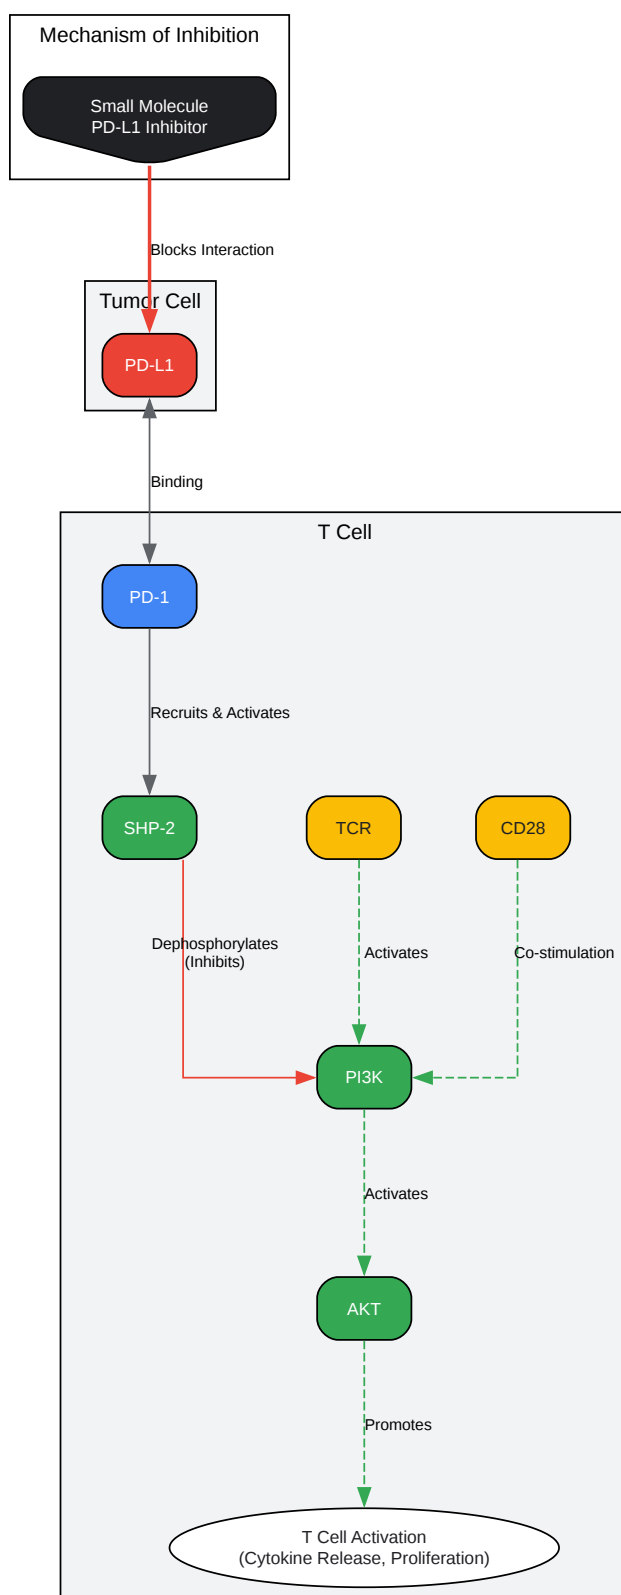 Mechanism of Inhibition
Small Molecule
PD-L1 Inhibitor
Blocks Interaction
Tumor Cell
PD-L1
Binding
T Cell
PD-1
Recruits & Activates
SHP-2
TCR
CD28
Dephosphorylates
(Inhibits)
Activates
Co-stimulation
PI3K
Activates
AKT
Promotes
T Cell Activation
(Cytokine Release, Proliferation)